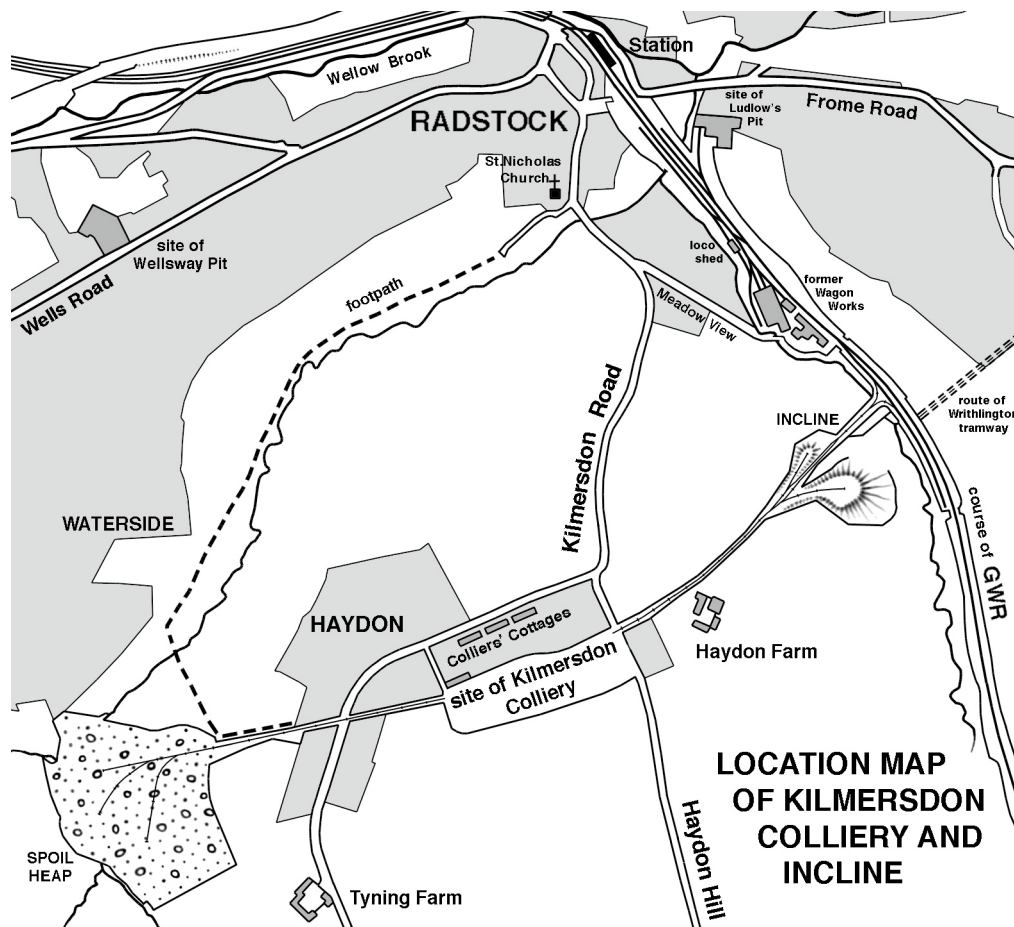 Station
Wellow Brook
site of
Ludlow's
Pit
Frome Road
RADSTOCK
St.Nicholas
Church
site of
Wellsway Pit
loco
shed
footpath
former
Wagon
Works
Wells Road
Meadow View
route of
Writhlington
tramway
Kilmersdon Road
INCLINE
WATERSIDE
course of GWR
HAYDON
Colliers' Cottages
Haydon Farm
site of Kilmersdon
Colliery
LOCATION MAP
OF KILMERSDON
COLLIERY AND
INCLINE
Haydon Hill
SPOIL
HEAP
Tyning Farm